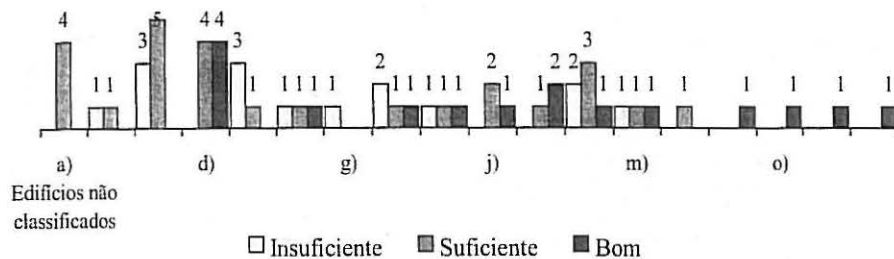 4 5 4 4
3 3 3
2 2 2 2
1 1 1 1 1 1 1 1 1 1 1 1 1 1 1 1 1 1 1 1 1 1 1
a) d) g) j) m) o)
Edifícios não
classificados
Insuficiente Suficiente Bom